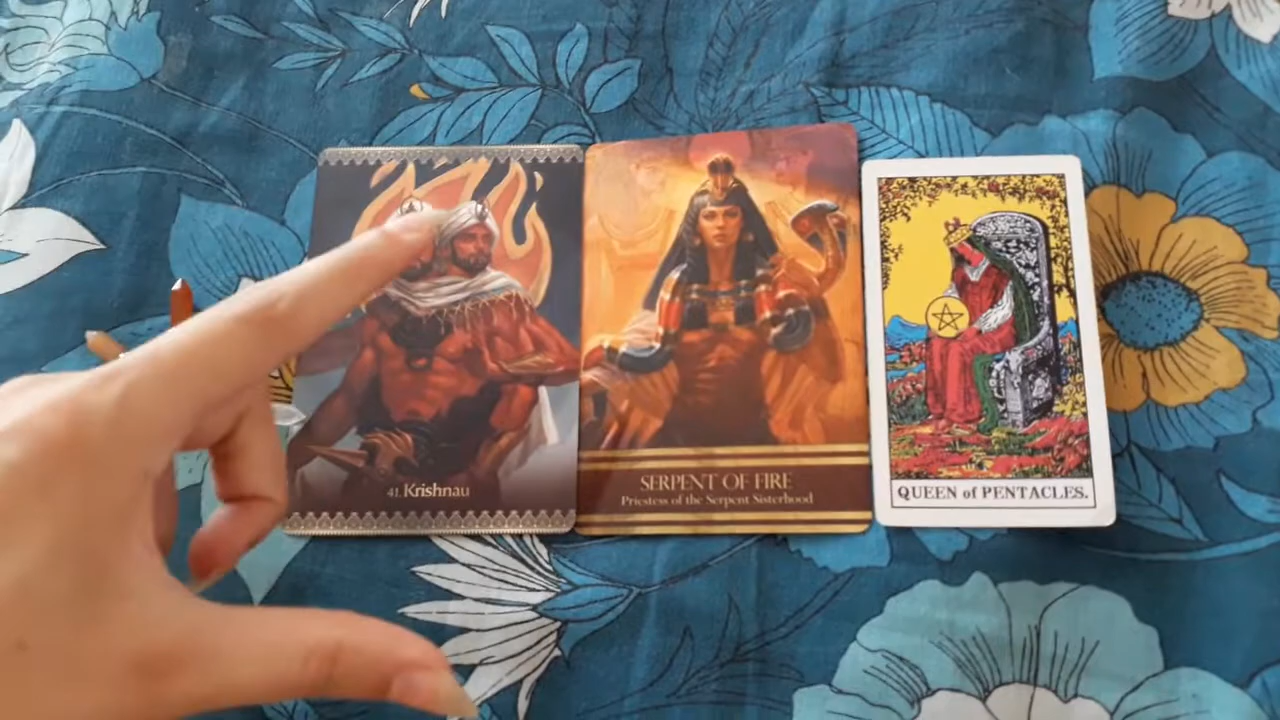 41. Krishnau
SERPENT OF FIRE
Priestess of the Serpent Sisterhood
QUEEN of PENTACLES.